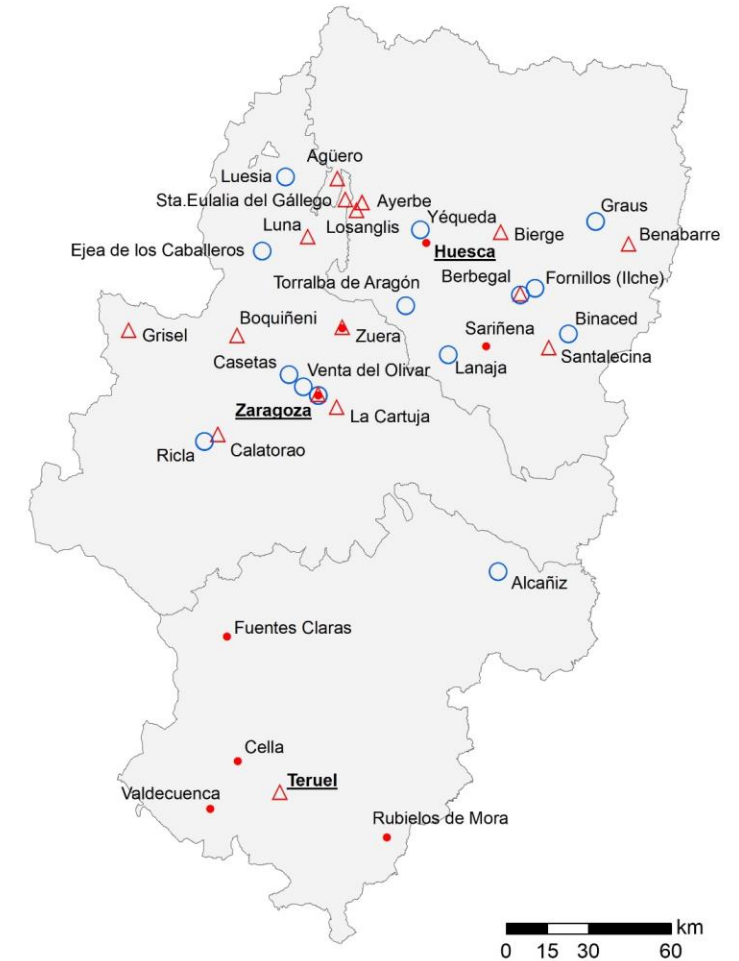 Agüero
Luesia
Sta.Eulalia del Gállego
Ayerbe
Graus
Luna
Losanglis
Yéqueda
Bierge
Benabarre
Ejea de los Caballeros
Huesca
Berbegal
Fornillos (Ilche)
Torralba de Aragón
Boquiñeni
Sariñena
Binaced
Grisel
Zuera
Casetas
Venta del Olivar
Lanaja
Santalecina
Zaragoza
La Cartuja
Ricla
Calatorao
Alcañiz
Fuentes Claras
Cella
Teruel
Valdecuenca
Rubielos de Mora
km
0 15 30 60